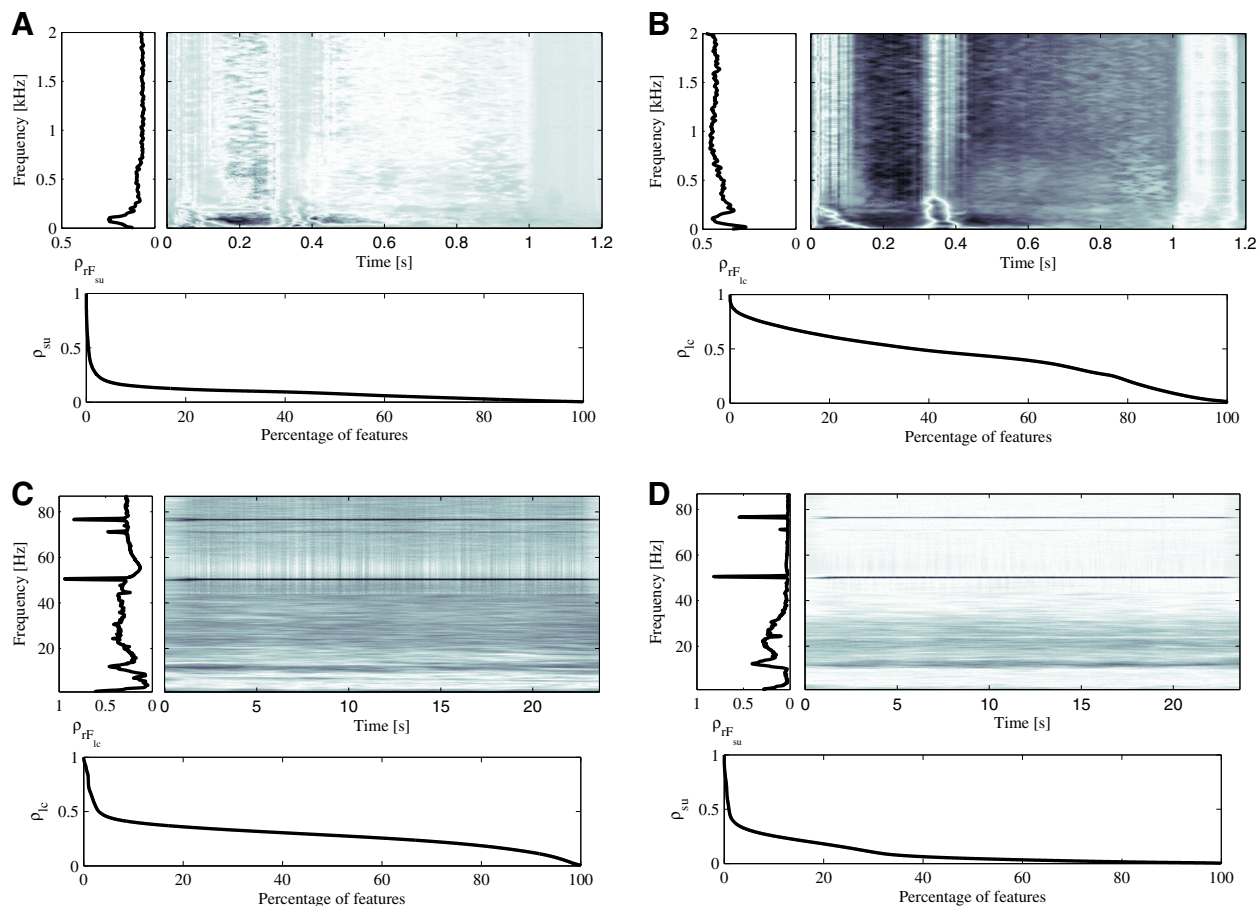 A
Frequency [kHz]
2
1.5
1
0.5
0
0.5 0
ρrFsu
0 0.2 0.4 0.6 0.8 1 1.2
Time [s]
ρsu
1
0.5
0
0 20 40 60 80 100
Percentage of features
B
Frequency [kHz]
2
1.5
1
0.5
0
0.5 0
ρrFlc
0 0.2 0.4 0.6 0.8 1 1.2
Time [s]
ρlc
1
0.5
0
0 20 40 60 80 100
Percentage of features
C
Frequency [Hz]
80
60
40
20
1 0.5 0
ρrFlc
0 5 10 15 20
Time [s]
ρlc
1
0.5
0
0 20 40 60 80 100
Percentage of features
D
Frequency [Hz]
80
60
40
20
1 0.5 0
ρrFsu
0 5 10 15 20
Time [s]
ρsu
1
0.5
0
0 20 40 60 80 100
Percentage of features